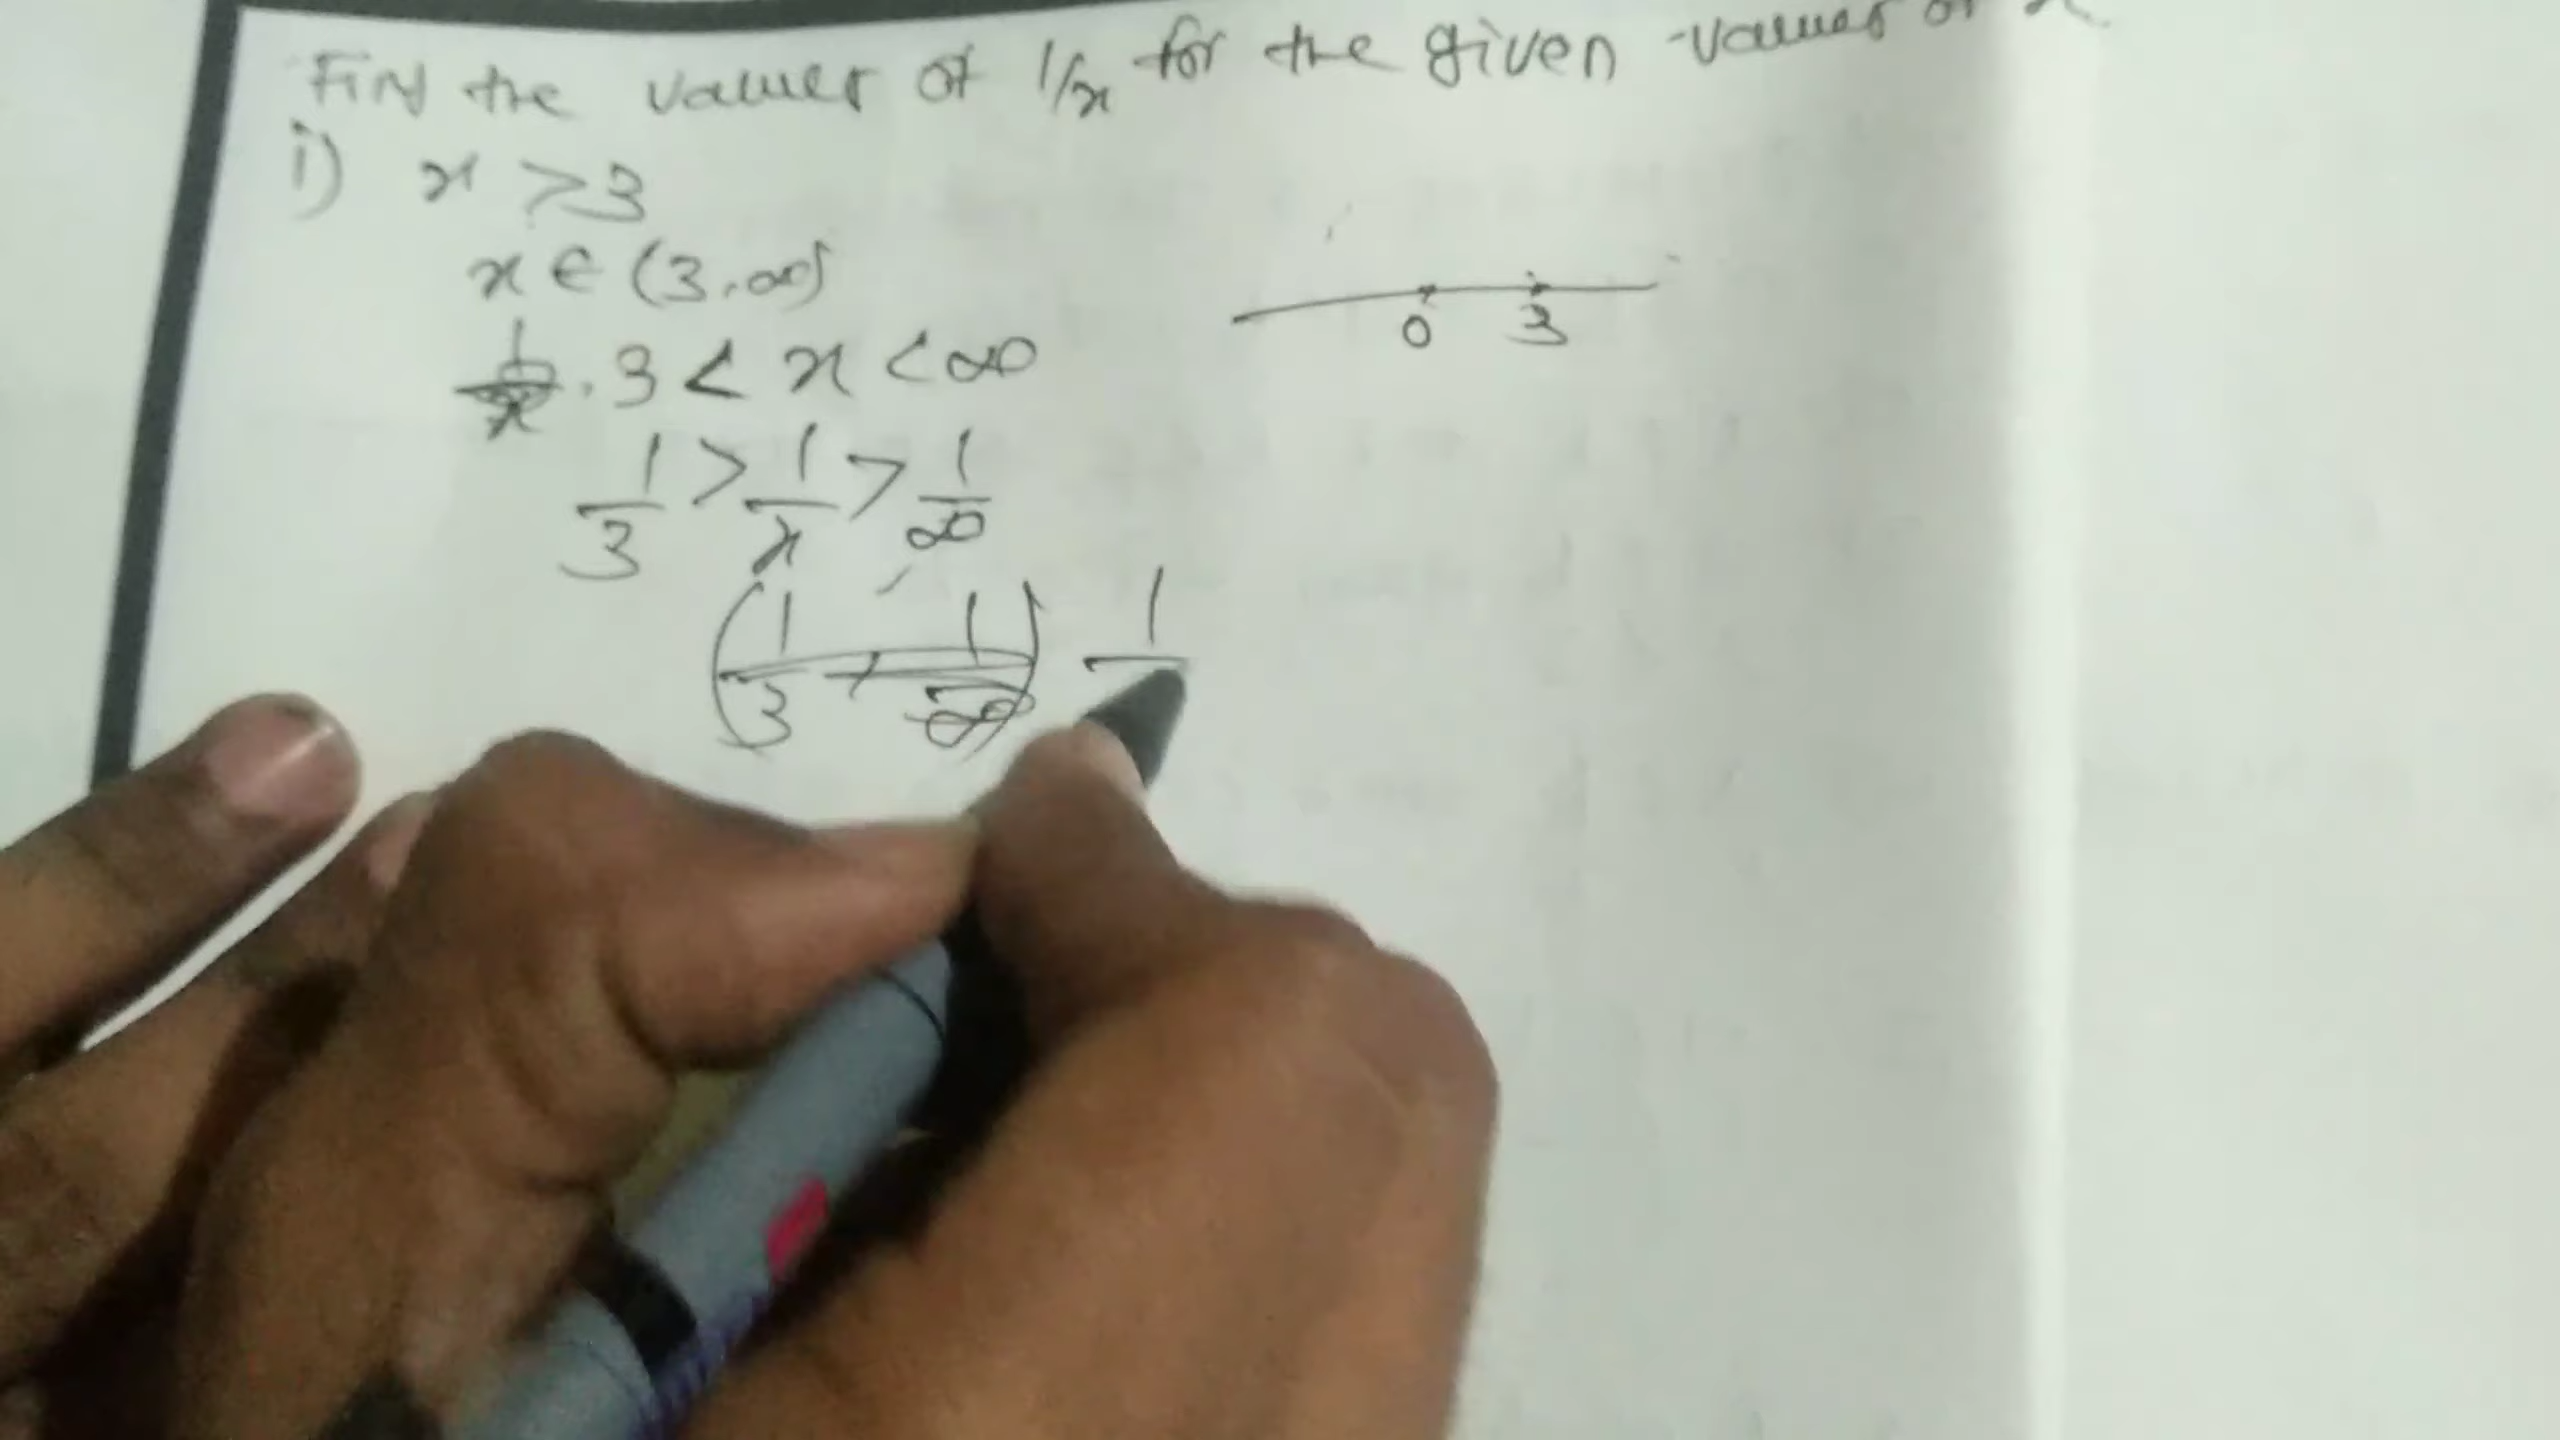 Find the values of 1/x for the given values of x
i) x > 3
x ∈ (3, ∞)
3 < x < ∞
1/3 > 1/x > 1/∞
(1/3, 1/∞) 1/
0 3